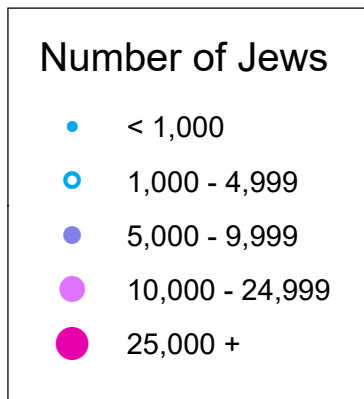 Number of Jews
< 1,000
1,000 - 4,999
5,000 - 9,999
10,000 - 24,999
25,000 +